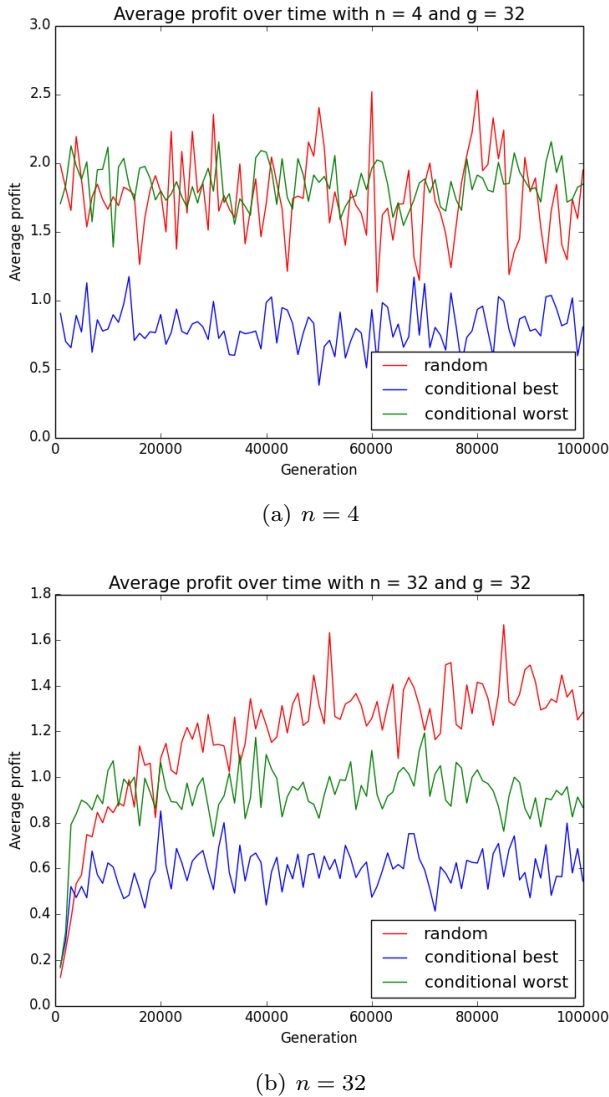 Average profit over time with n = 4 and g = 32
3.0
2.5
2.0
1.5
1.0
0.5
0.0
Average profit
random
conditional best
conditional worst
0 20000 40000 60000 80000 100000
Generation
(a) n = 4
Average profit over time with n = 32 and g = 32
1.8
1.6
1.4
1.2
1.0
0.8
0.6
0.4
0.2
0.0
Average profit
random
conditional best
conditional worst
0 20000 40000 60000 80000 100000
Generation
(b) n = 32